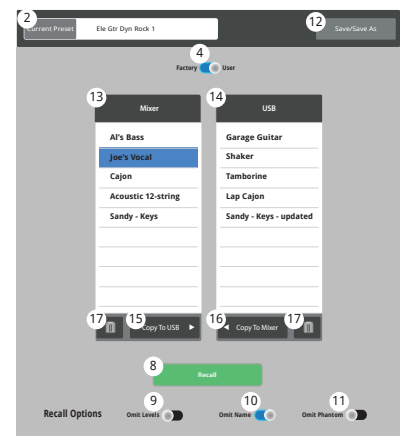 2
Current Preset Ele Gtr Dyn Rock 1
12
Save/Save As
4
Factory User
13 Mixer
Al's Bass
Joe's Vocal
Cajon
Acoustic 12-string
Sandy - Keys
14 USB
Garage Guitar
Shaker
Tamborine
Lap Cajon
Sandy - Keys - updated
17 15 Copy To USB
16 Copy To Mixer 17
8
Recall
9 10 11
Recall Options Omit Levels Omit Name Omit Phantom